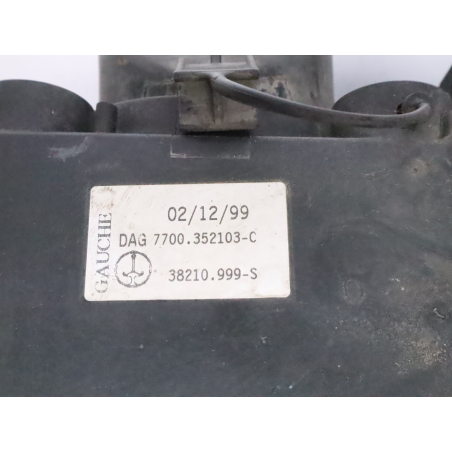 GAUCHE
02/12/99
DAG 7700.352103-C
38210.999-S